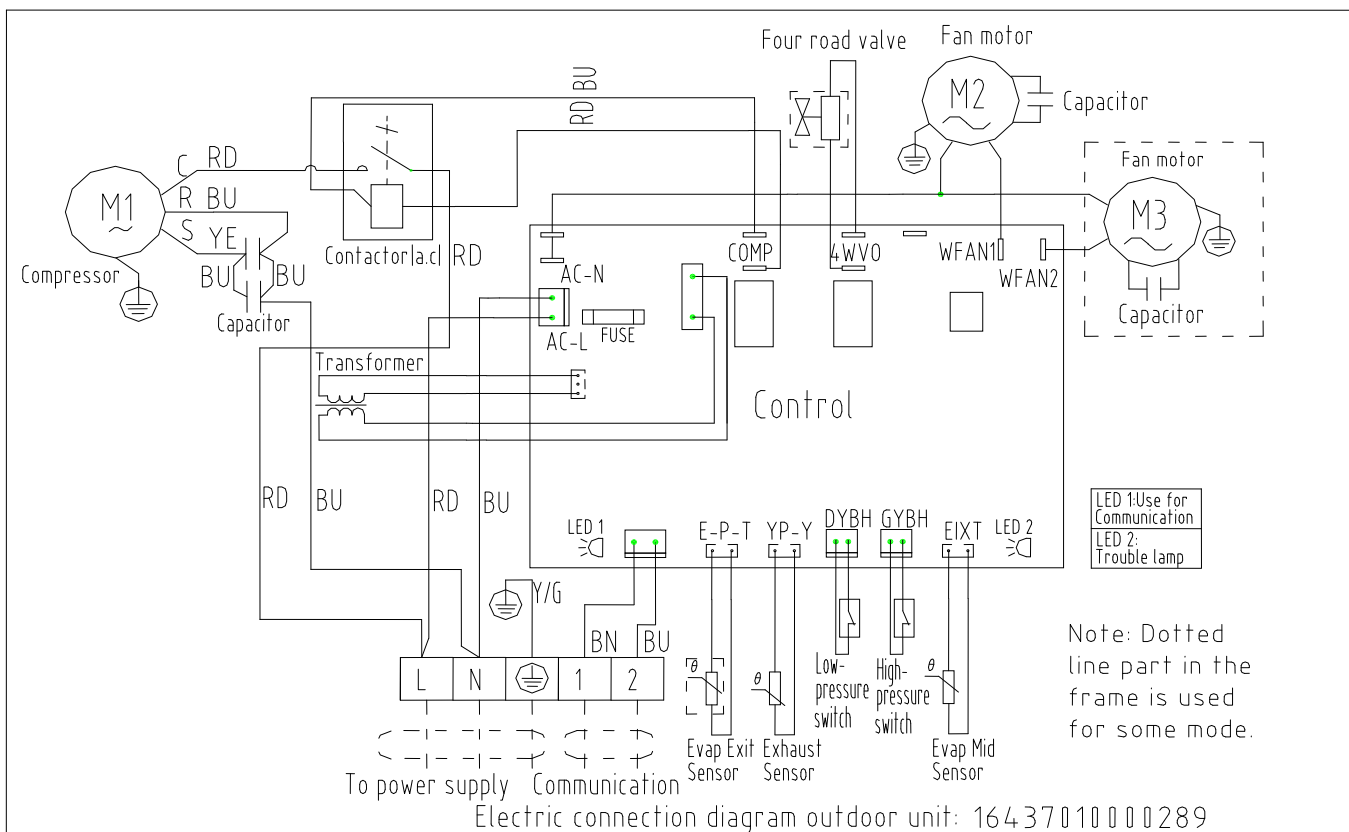 Four road valve
Fan motor
M2
Capacitor
Fan motor
M3
Capacitor
RD BU
C RD
R BU
S YE
M1
Compressor
BU
BU
Capacitor
Contactor(a.c)
RD
COMP
4WVO
WFAN1
WFAN2
AC-N
AC-L
FUSE
Transformer
Control
RD
BU
RD
BU
LED 1
E-P-T
YP-Y
DYBH
GYBH
EIXT
LED 2
LED 1:Use for
Communication
LED 2:
Trouble lamp
Y/G
BN
BU
L
N
1
2
θ
θ
θ
Low-
pressure
switch
High-
pressure
switch
Evap Exit
Sensor
Exhaust
Sensor
Evap Mid
Sensor
Note: Dotted
line part in the
frame is used
for some mode.
To power supply
Communication
Electric connection diagram outdoor unit: 16437010000289